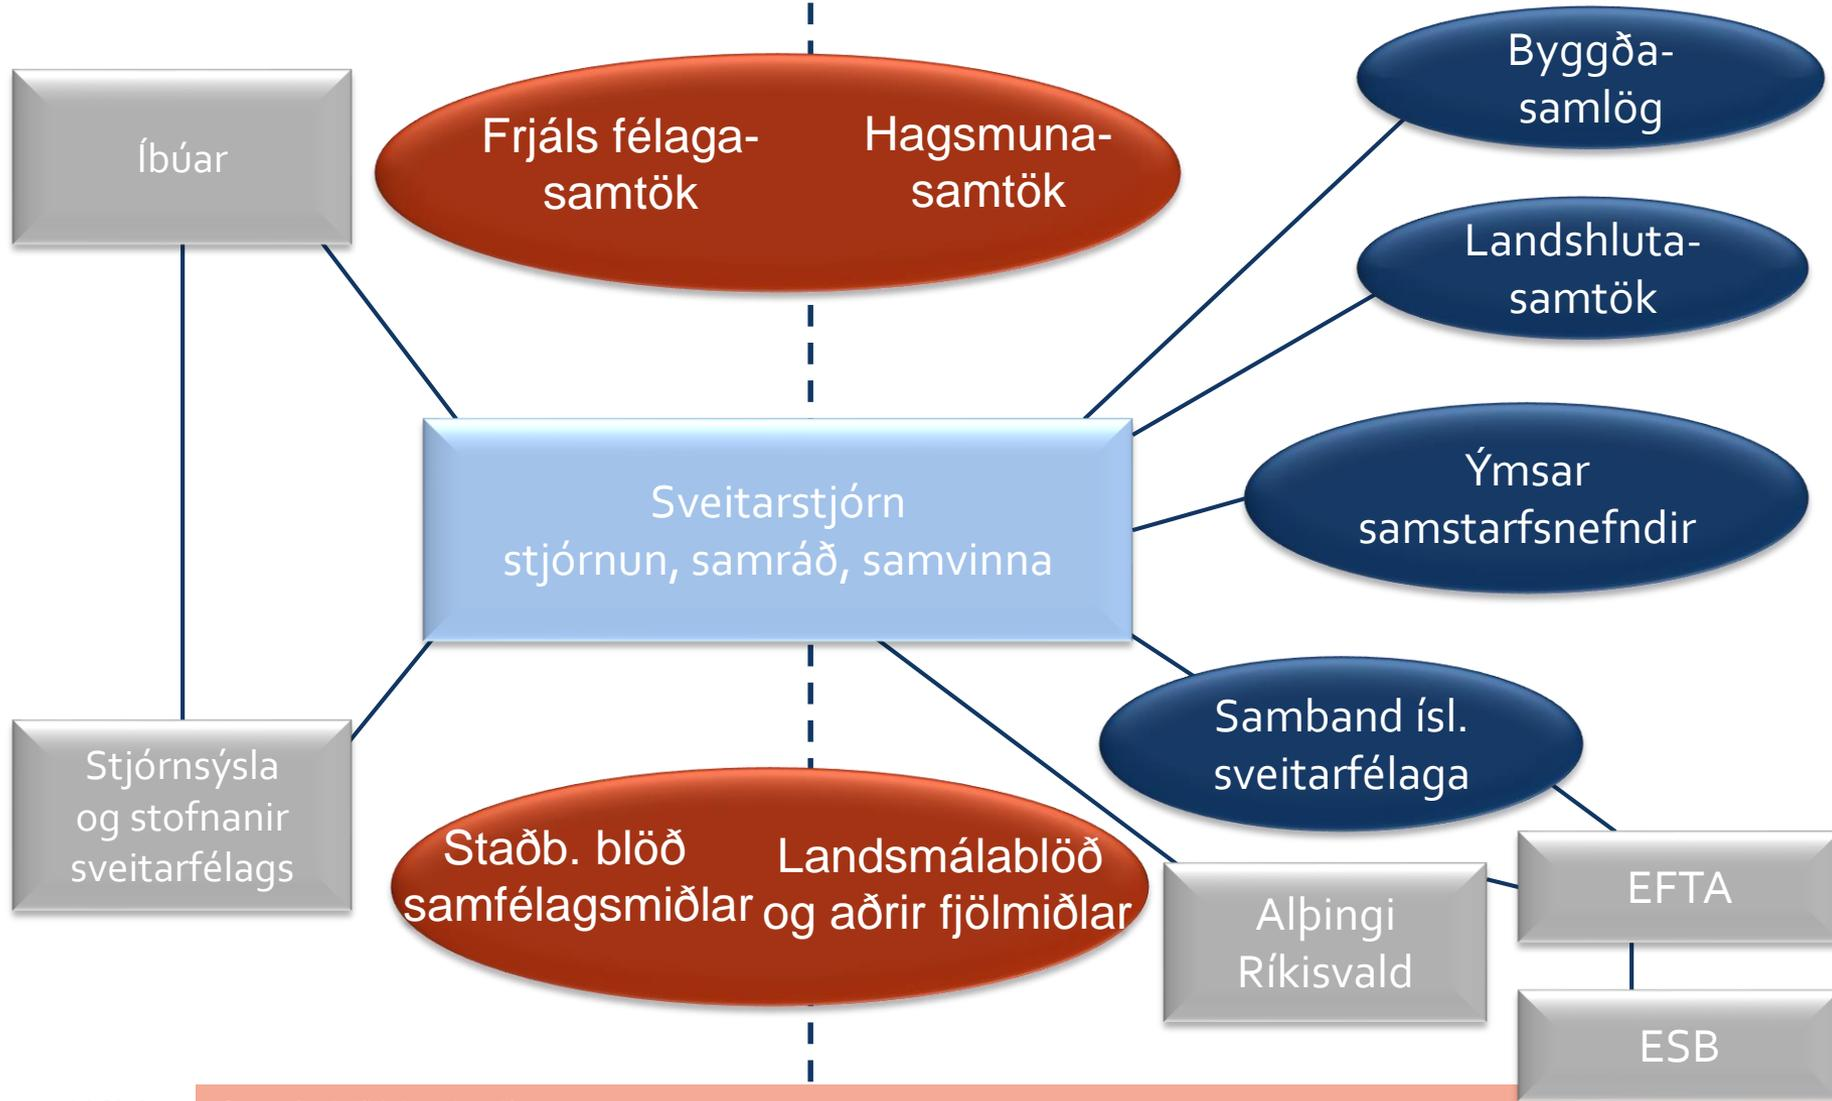 Íbúar
Frjáls félaga-
samtök
Hagsmuna-
samtök
Byggða-
samlög
Landshluta-
samtök
Sveitarstjórn
stjórnun, samráð, samvinna
Ýmsar
samstarfsnefndir
Samband ísl.
sveitarfélaga
Stjórnsýsla
og stofnanir
sveitarfélags
Staðb. blöð
samfélagsmiðlar
Landsmálablöð
og aðrir fjölmiðlar
Alþingi
Ríkisvald
EFTA
ESB